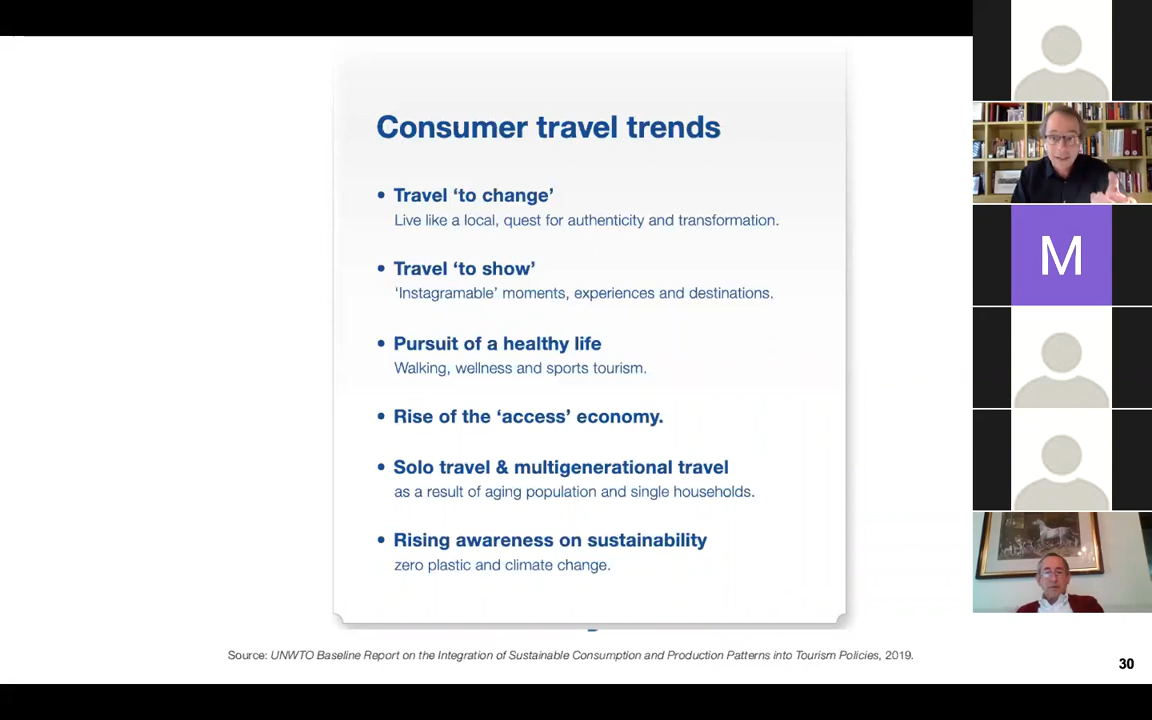 Consumer travel trends
• Travel ‘to change’
Live like a local, quest for authenticity and transformation.
• Travel ‘to show’
‘Instagramable’ moments, experiences and destinations.
• Pursuit of a healthy life
Walking, wellness and sports tourism.
• Rise of the ‘access’ economy.
• Solo travel & multigenerational travel
as a result of aging population and single households.
• Rising awareness on sustainability
zero plastic and climate change.
Source: UNWTO Baseline Report on the Integration of Sustainable Consumption and Production Patterns into Tourism Policies, 2019.
30
M